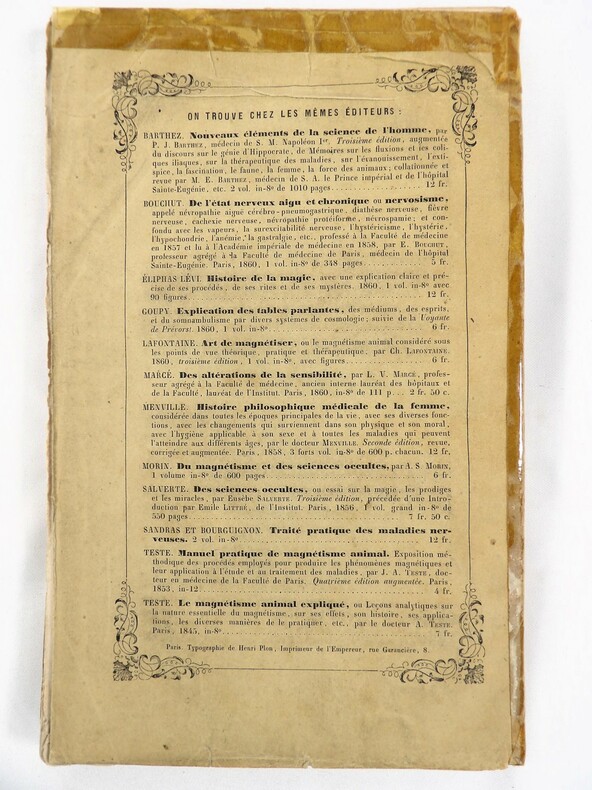 ON TROUVE CHEZ LES MÊMES ÉDITEURS :
BARTHEZ. Nouveaux éléments de la science de l'homme, par
P. J. BARTHEZ, médecin de S. M. Napoléon Ier. Troisième édition, augmentée
du discours sur le génie d'Hippocrate, de Mémoires sur les fluxions et les coli-
ques iliaques, sur la thérapeutique des maladies, sur l'évanouissement, l'exti-
spice, la fascination, le faune, la femme, la force des animaux; collationnée et
revue par M. E. BARTHEZ, médecin de S. A. le Prince impérial et de l'hôpital
Sainte-Eugénie, etc. 2 vol. in-8º de 1010 pages . . . . . . . . . . . . . . . . . 12 fr.
BOUCHUT. De l'état nerveux aigu et chronique ou nervosisme,
appelé névropathie aiguë cérébro-pneumogastrique, diathèse nerveuse, fièvre
nerveuse, cachexie nerveuse, névropathie protéiforme, névrospamie; et con-
fondu avec les vapeurs, la surexcitabilité nerveuse, l'hystéricisme, l'hystérie,
l'hypochondrie, l'anémie, la gastralgie, etc., professé à la Faculté de médecine
en 1857 et lu à l'Académie impériale de médecine en 1858, par E. BOUCHUT,
professeur agrégé à la Faculté de médecine de Paris, médecin de l'hôpital
Sainte-Eugénie. Paris, 1860, 1 vol. in-8º de 348 pages . . . . . . . . . . . . 5 fr.
ÉLIPHAS LÉVI. Histoire de la magie, avec une explication claire et pré-
cise de ses procédés, de ses rites et de ses mystères. 1860, 1 vol. in-8º avec
90 figures . . . . . . . . . . . . . . . . . . . . . . . . . . . . . . . . 12 fr.
GOUPY. Explication des tables parlantes, des médiums, des esprits,
et du somnambulisme par divers systèmes de cosmologie; suivie de la Voyante
de Prévorst. 1860, 1 vol. in-8º . . . . . . . . . . . . . . . . . . . . . . . . 6 fr.
LAFONTAINE. Art de magnétiser, ou le magnétisme animal considéré sous
les points de vue théorique, pratique et thérapeutique, par Ch. LAFONTAINE.
1860, troisième édition, 1 vol. in-8º, avec figures . . . . . . . . . . . . . . . . 6 fr.
MARCÉ. Des altérations de la sensibilité, par L. V. MARCÉ, profes-
seur agrégé à la Faculté de médecine, ancien interne lauréat des hôpitaux et
de la Faculté, lauréat de l'Institut. Paris, 1860, in-8º de 111 p . . . 2 fr. 50 c.
MENVILLE. Histoire philosophique médicale de la femme,
considérée dans toutes les époques principales de la vie, avec ses diverses fonc-
tions, avec les changements qui surviennent dans son physique et son moral,
avec l'hygiène applicable à son sexe et à toutes les maladies qui peuvent
l'atteindre aux différents âges, par le docteur MENVILLE. Seconde édition, revue,
corrigée et augmentée. Paris, 1858, 3 forts vol. in-8º de 600 p. chacun. 12 fr.
MORIN. Du magnétisme et des sciences occultes, par A. S. MORIN,
1 volume in-8º de 600 pages . . . . . . . . . . . . . . . . . . . . . . . . 6 fr.
SALVERTE. Des sciences occultes, ou essai sur la magie, les prodiges
et les miracles, par Eusèbe SALVERTE. Troisième édition, précédée d'une Intro-
duction par Emile LITTRÉ, de l'Institut. Paris, 1856. 1 vol. grand in-8º de
550 pages . . . . . . . . . . . . . . . . . . . . . . . . . . . . 7 fr. 50 c.
SANDRAS ET BOURGUIGNON. Traité pratique des maladies ner-
veuses. 2 vol. in-8º . . . . . . . . . . . . . . . . . . . . . . . . . . . . 12 fr.
TESTE. Manuel pratique de magnétisme animal. Exposition mé-
thodique des procédés employés pour produire les phénomènes magnétiques et
leur application à l'étude et au traitement des maladies, par J. A. TESTE, doc-
teur en médecine de la Faculté de Paris. Quatrième édition augmentée. Paris,
1853, in-12 . . . . . . . . . . . . . . . . . . . . . . . . . . . . . . 4 fr.
TESTE. Le magnétisme animal expliqué, ou Leçons analytiques sur
la nature essentielle du magnétisme, sur ses effets, son histoire, ses applica-
tions, les diverses manières de le pratiquer, etc., par le docteur A. TESTE.
Paris, 1845, in-8º . . . . . . . . . . . . . . . . . . . . . . . . . . . . 7 fr.
Paris. Typographie de Henri Plon, Imprimeur de l'Empereur, rue Garancière, 8.